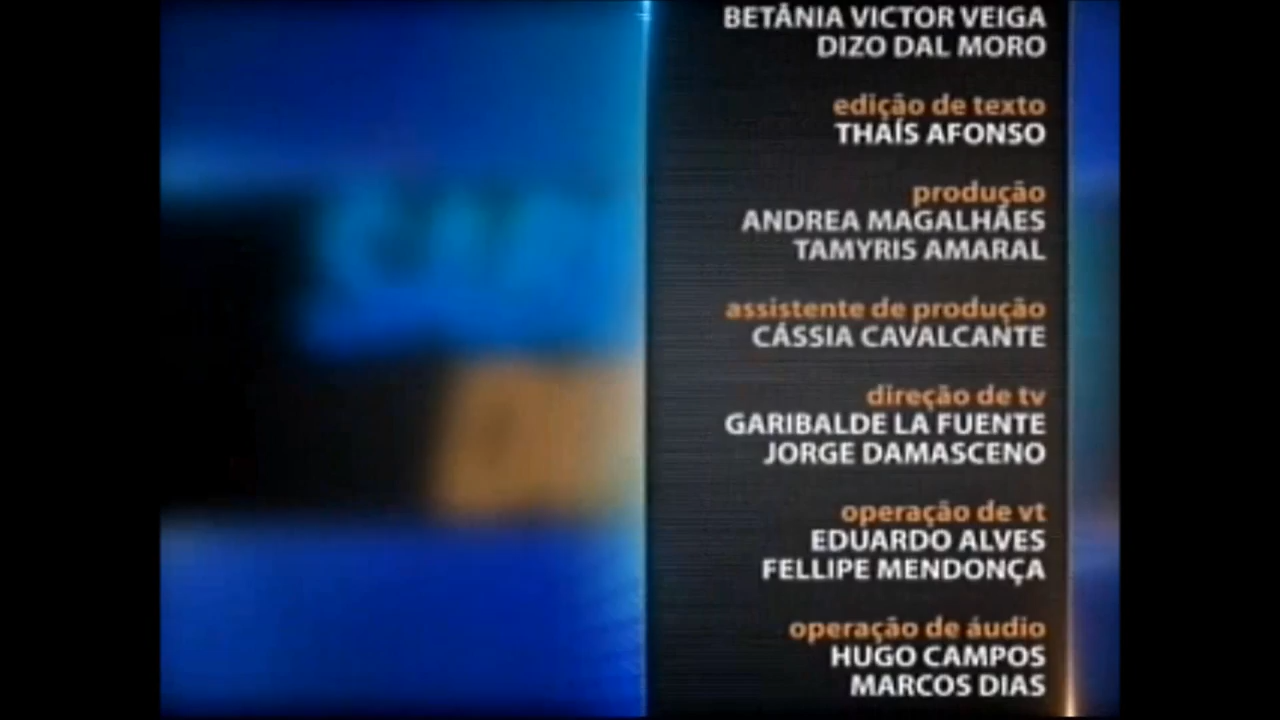 BETÂNIA VICTOR VEIGA
DIZO DAL MORO
edição de texto
THAÍS AFONSO
produção
ANDREA MAGALHÃES
TAMYRIS AMARAL
assistente de produção
CÁSSIA CAVALCANTE
direção de tv
GARIBALDE LA FUENTE
JORGE DAMASCENO
operação de vt
EDUARDO ALVES
FELLIPE MENDONÇA
operação de áudio
HUGO CAMPOS
MARCOS DIAS